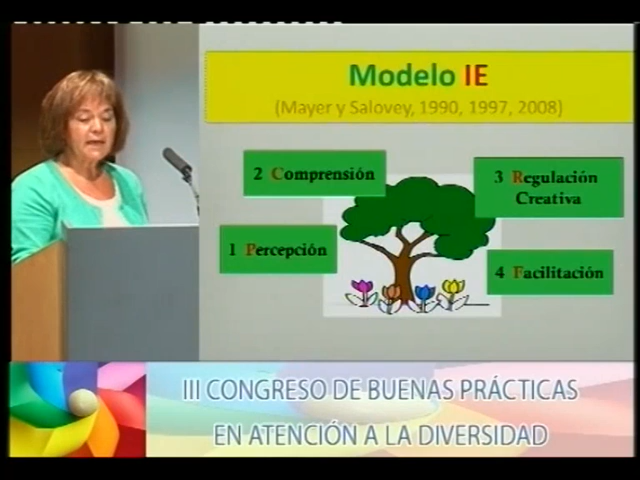 Modelo IE
(Mayer y Salovey, 1990, 1997, 2008)
2 Comprensión
3 Regulación
Creativa
1 Percepción
4 Facilitación
III CONGRESO DE BUENAS PRÁCTICAS
EN ATENCIÓN A LA DIVERSIDAD